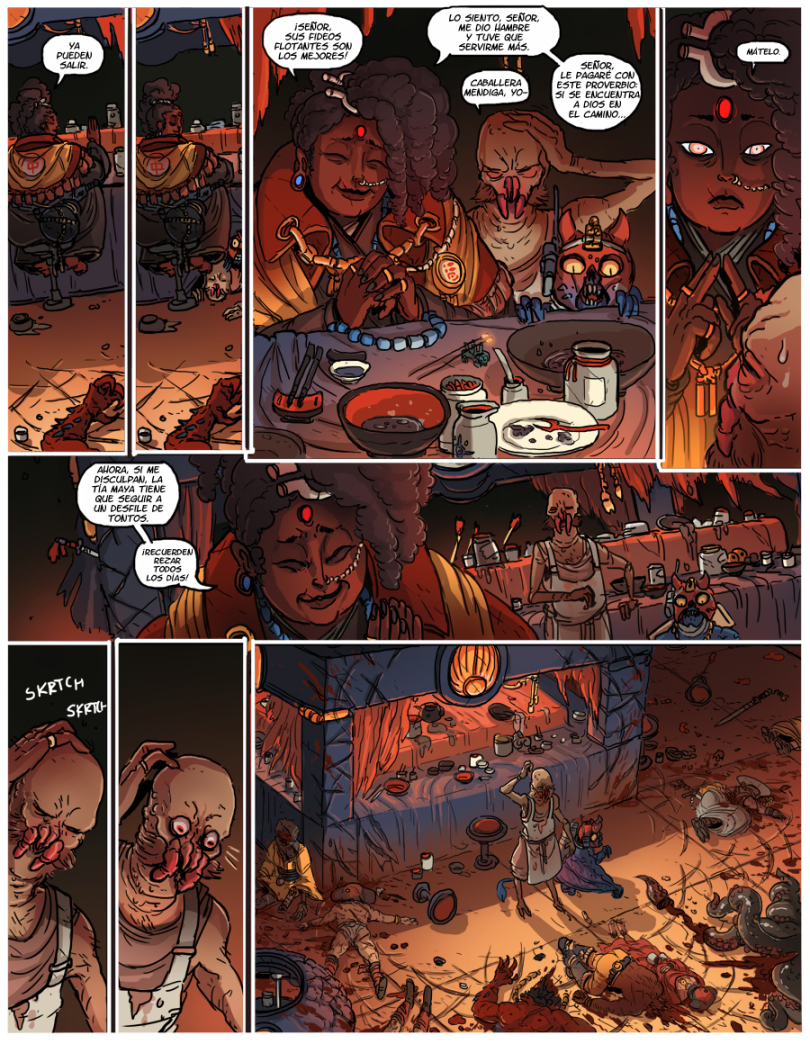 YA
PUEDEN
SALIR.
¡SEÑOR,
SUS FIDEOS
FLOTANTES SON
LOS MEJORES!
LO SIENTO, SEÑOR,
ME DIO HAMBRE
Y TUVE QUE
SERVIRME MÁS.
CABALLERA
MENDIGA, YO-
SEÑOR,
LE PAGARÉ CON
ESTE PROVERBIO:
SI SE ENCUENTRA
A DIOS EN
EL CAMINO...
MÁTELO.
AHORA, SI ME
DISCULPAN, LA
TÍA MAYA TIENE
QUE SEGUIR A
UN DESFILE DE
TONTOS.
¡RECUERDEN
REZAR
TODOS
LOS DÍAS!
SKRTCH
SKRTCH